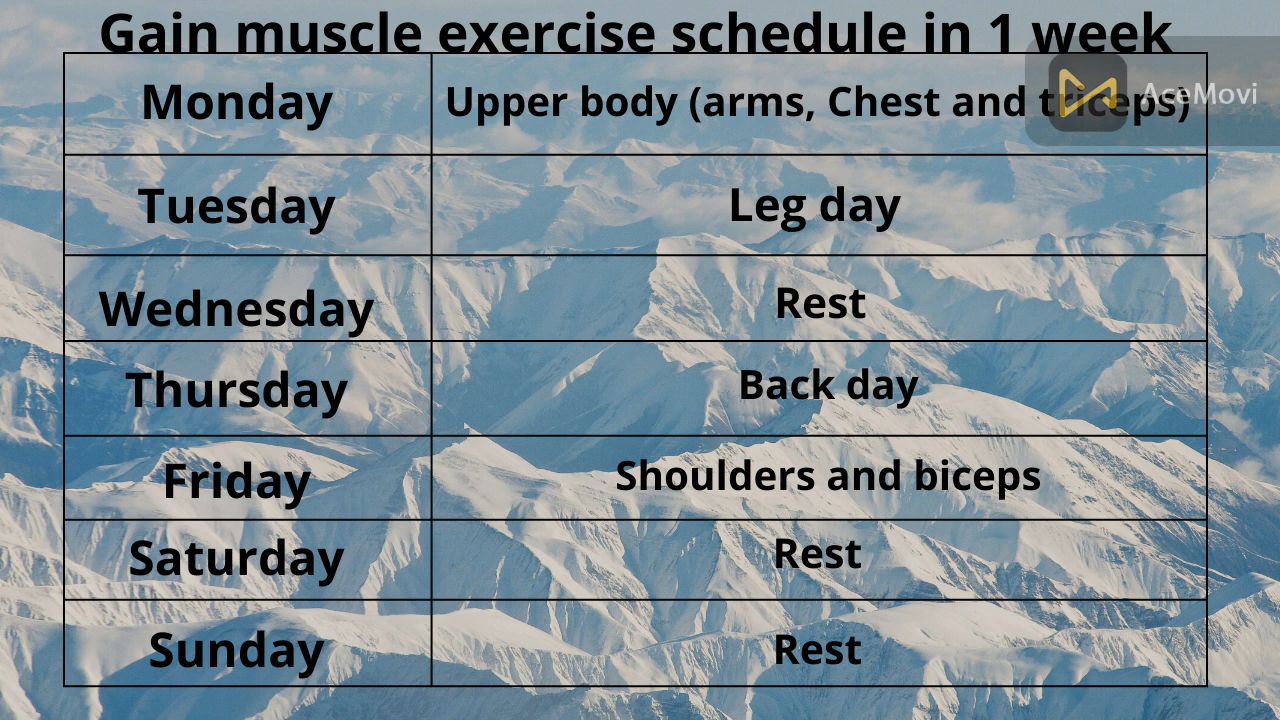 Gain muscle exercise schedule in 1 week
Monday
Upper body (arms, Chest and triceps)
AceMovi
Tuesday
Leg day
Wednesday
Rest
Thursday
Back day
Friday
Shoulders and biceps
Saturday
Rest
Sunday
Rest